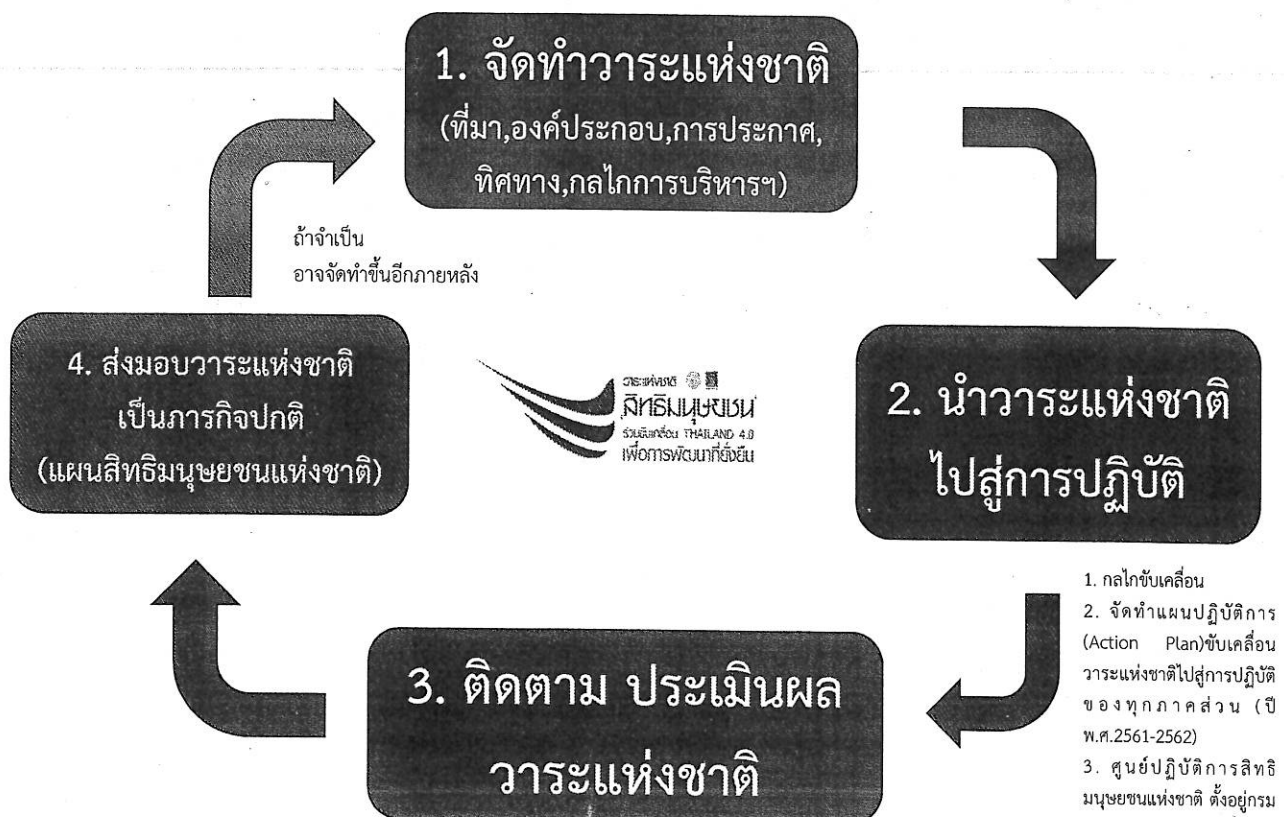 1. จัดทำวาระแห่งชาติ
(ที่มา,องค์ประกอบ,การประกาศ,
ทิศทาง,กลไกการบริหารฯ)
ถ้าจำเป็น
อาจจัดทำขึ้นอีกภายหลัง
2. นำวาระแห่งชาติ
ไปสู่การปฏิบัติ
1. กลไกขับเคลื่อน
2. จัดทำแผนปฏิบัติการ
(Action Plan)ขับเคลื่อน
วาระแห่งชาติไปสู่การปฏิบัติ
ของทุกภาคส่วน (ปี
พ.ศ.2561-2562)
3. ศูนย์ปฏิบัติการสิทธิ
มนุษยชนแห่งชาติ ตั้งอยู่กรม
3. ติดตาม ประเมินผล
วาระแห่งชาติ
4. ส่งมอบวาระแห่งชาติ
เป็นภารกิจปกติ
(แผนสิทธิมนุษยชนแห่งชาติ)
วาระแห่งชาติ
สิทธิมนุษยชน
ร่วมขับเคลื่อน THAILAND 4.0
เพื่อการพัฒนาที่ยั่งยืน